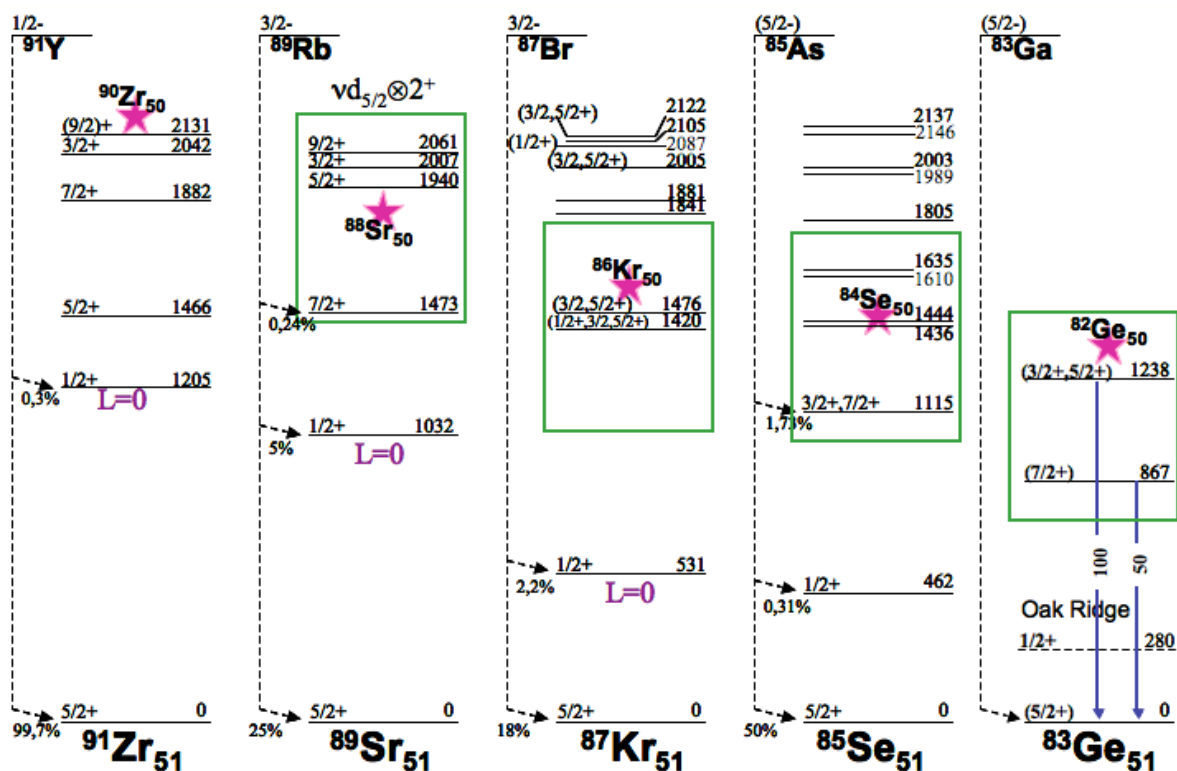 1/2-
⁹¹Y
⁹⁰Zr₅₀
(9/2)+ 2131
3/2+ 2042
7/2+ 1882
5/2+ 1466
1/2+ 1205
0,3%
L=0
5/2+ 0
99,7%
⁹¹Zr₅₁
3/2-
⁸⁹Rb
νd₅/₂⊗2⁺
9/2+ 2061
3/2+ 2007
5/2+ 1940
⁸⁸Sr₅₀
7/2+ 1473
0,24%
1/2+ 1032
5%
L=0
5/2+ 0
25%
⁸⁹Sr₅₁
3/2-
⁸⁷Br
(3/2,5/2+) 2122
2105
(1/2+) 2087
(3/2,5/2+) 2005
1881
1841
⁸⁶Kr₅₀
(3/2,5/2+) 1476
(1/2+,3/2,5/2+) 1420
1/2+ 531
2,2%
L=0
5/2+ 0
18%
⁸⁷Kr₅₁
(5/2-)
⁸⁵As
2137
2146
2003
1989
1805
1635
1610
⁸⁴Se₅₀
1444
1436
3/2+,7/2+ 1115
1,73%
1/2+ 462
0,31%
5/2+ 0
50%
⁸⁵Se₅₁
(5/2-)
⁸³Ga
⁸²Ge₅₀
(3/2+,5/2+) 1238
(7/2+) 867
100
50
Oak Ridge
1/2+ 280
(5/2+) 0
⁸³Ge₅₁